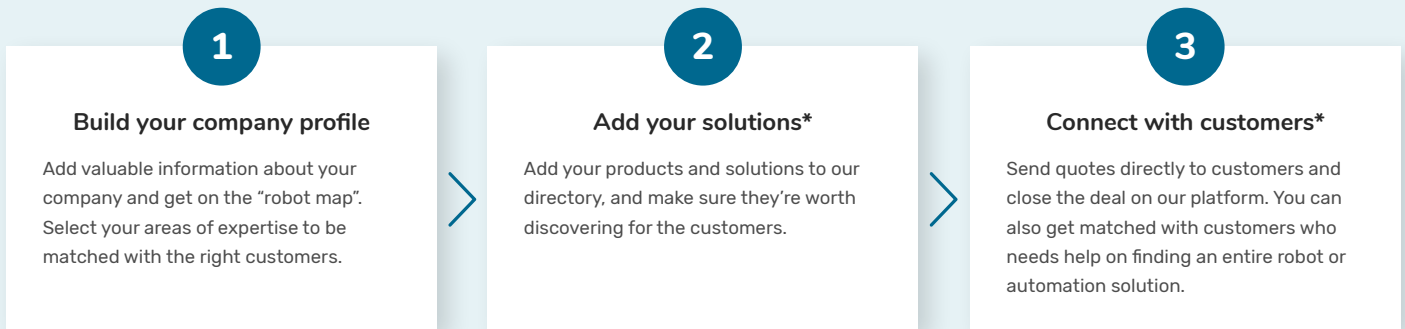 1
Build your company profile
Add valuable information about your
company and get on the “robot map”.
Select your areas of expertise to be
matched with the right customers.
2
Add your solutions*
Add your products and solutions to our
directory, and make sure they’re worth
discovering for the customers.
3
Connect with customers*
Send quotes directly to customers and
close the deal on our platform. You can
also get matched with customers who
needs help on finding an entire robot or
automation solution.